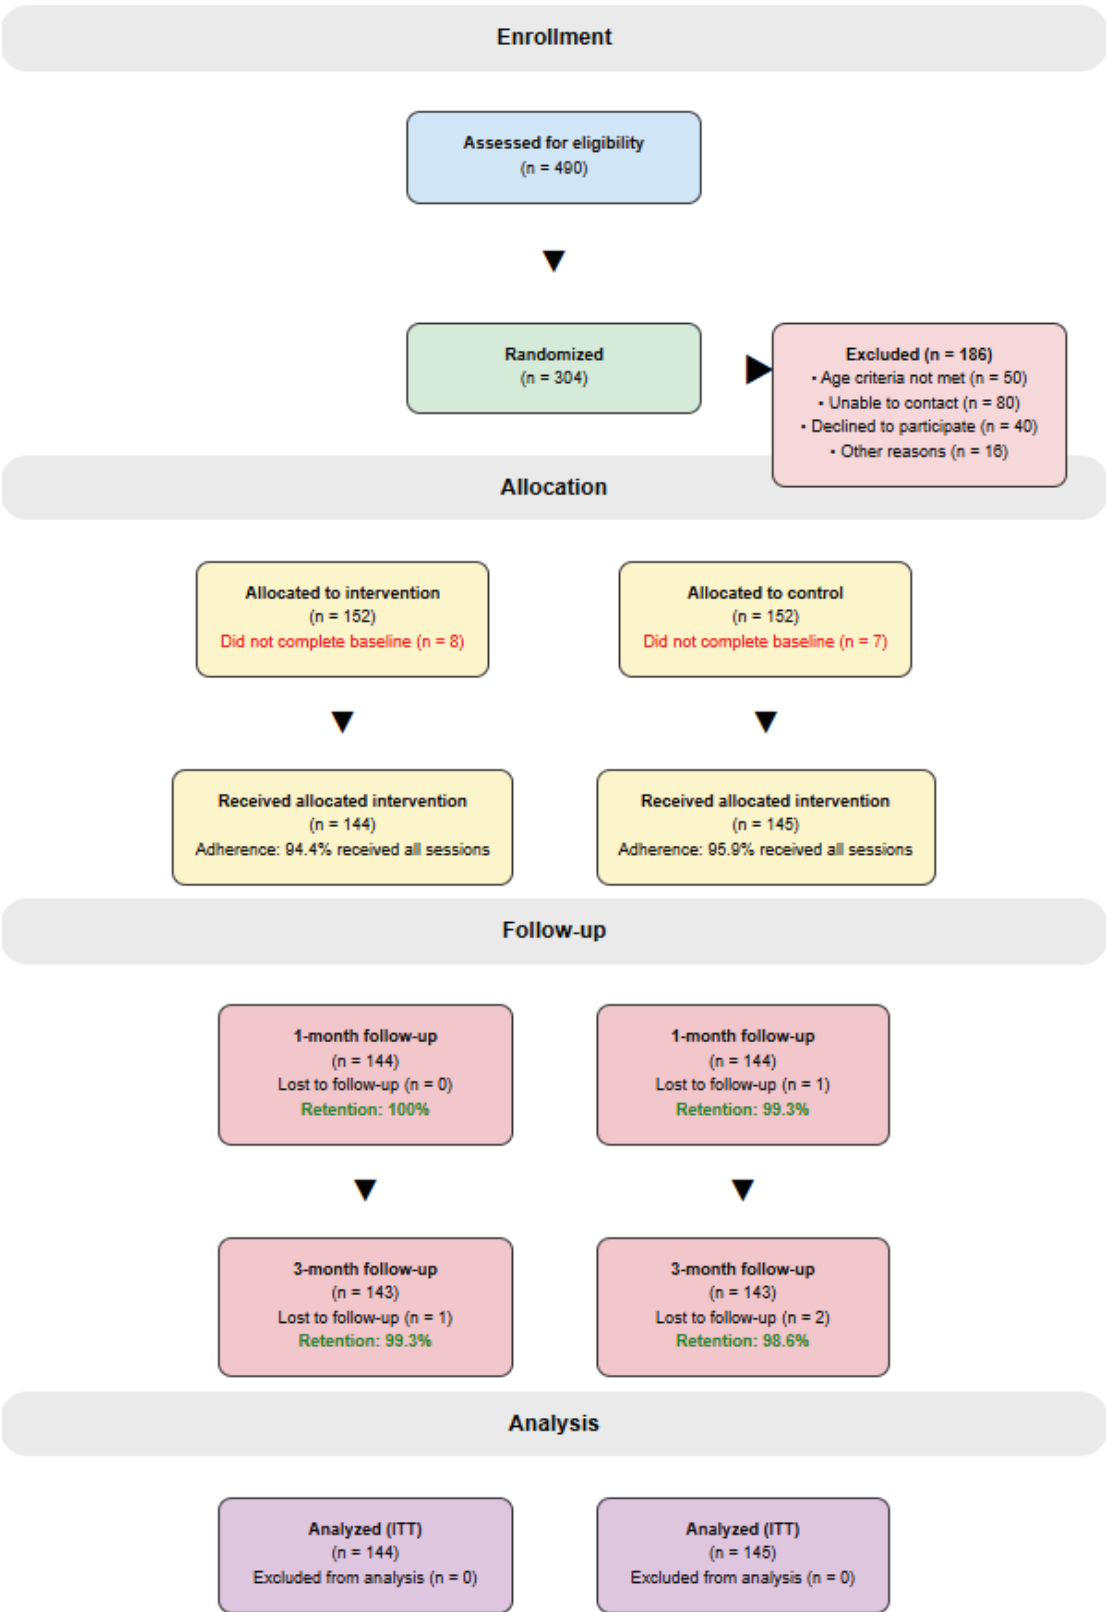 Enrollment
Assessed for eligibility
(n = 490)
Randomized
(n = 304)
Excluded (n = 186)
• Age criteria not met (n = 50)
• Unable to contact (n = 80)
• Declined to participate (n = 40)
• Other reasons (n = 16)
Allocation
Allocated to intervention
(n = 152)
Did not complete baseline (n = 8)
Allocated to control
(n = 152)
Did not complete baseline (n = 7)
Received allocated intervention
(n = 144)
Adherence: 94.4% received all sessions
Received allocated intervention
(n = 145)
Adherence: 95.9% received all sessions
Follow-up
1-month follow-up
(n = 144)
Lost to follow-up (n = 0)
Retention: 100%
1-month follow-up
(n = 144)
Lost to follow-up (n = 1)
Retention: 99.3%
3-month follow-up
(n = 143)
Lost to follow-up (n = 1)
Retention: 99.3%
3-month follow-up
(n = 143)
Lost to follow-up (n = 2)
Retention: 98.6%
Analysis
Analyzed (ITT)
(n = 144)
Excluded from analysis (n = 0)
Analyzed (ITT)
(n = 145)
Excluded from analysis (n = 0)